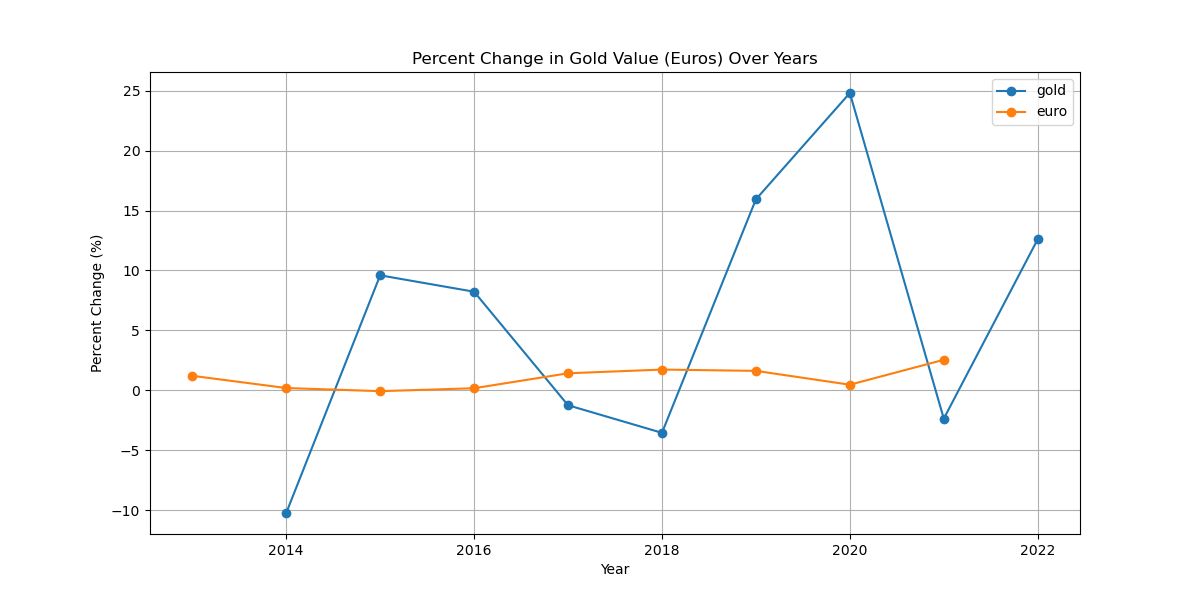 Percent Change in Gold Value (Euros) Over Years
gold
euro
Percent Change (%)
25
20
15
10
5
0
−5
−10
2014
2016
2018
2020
2022
Year